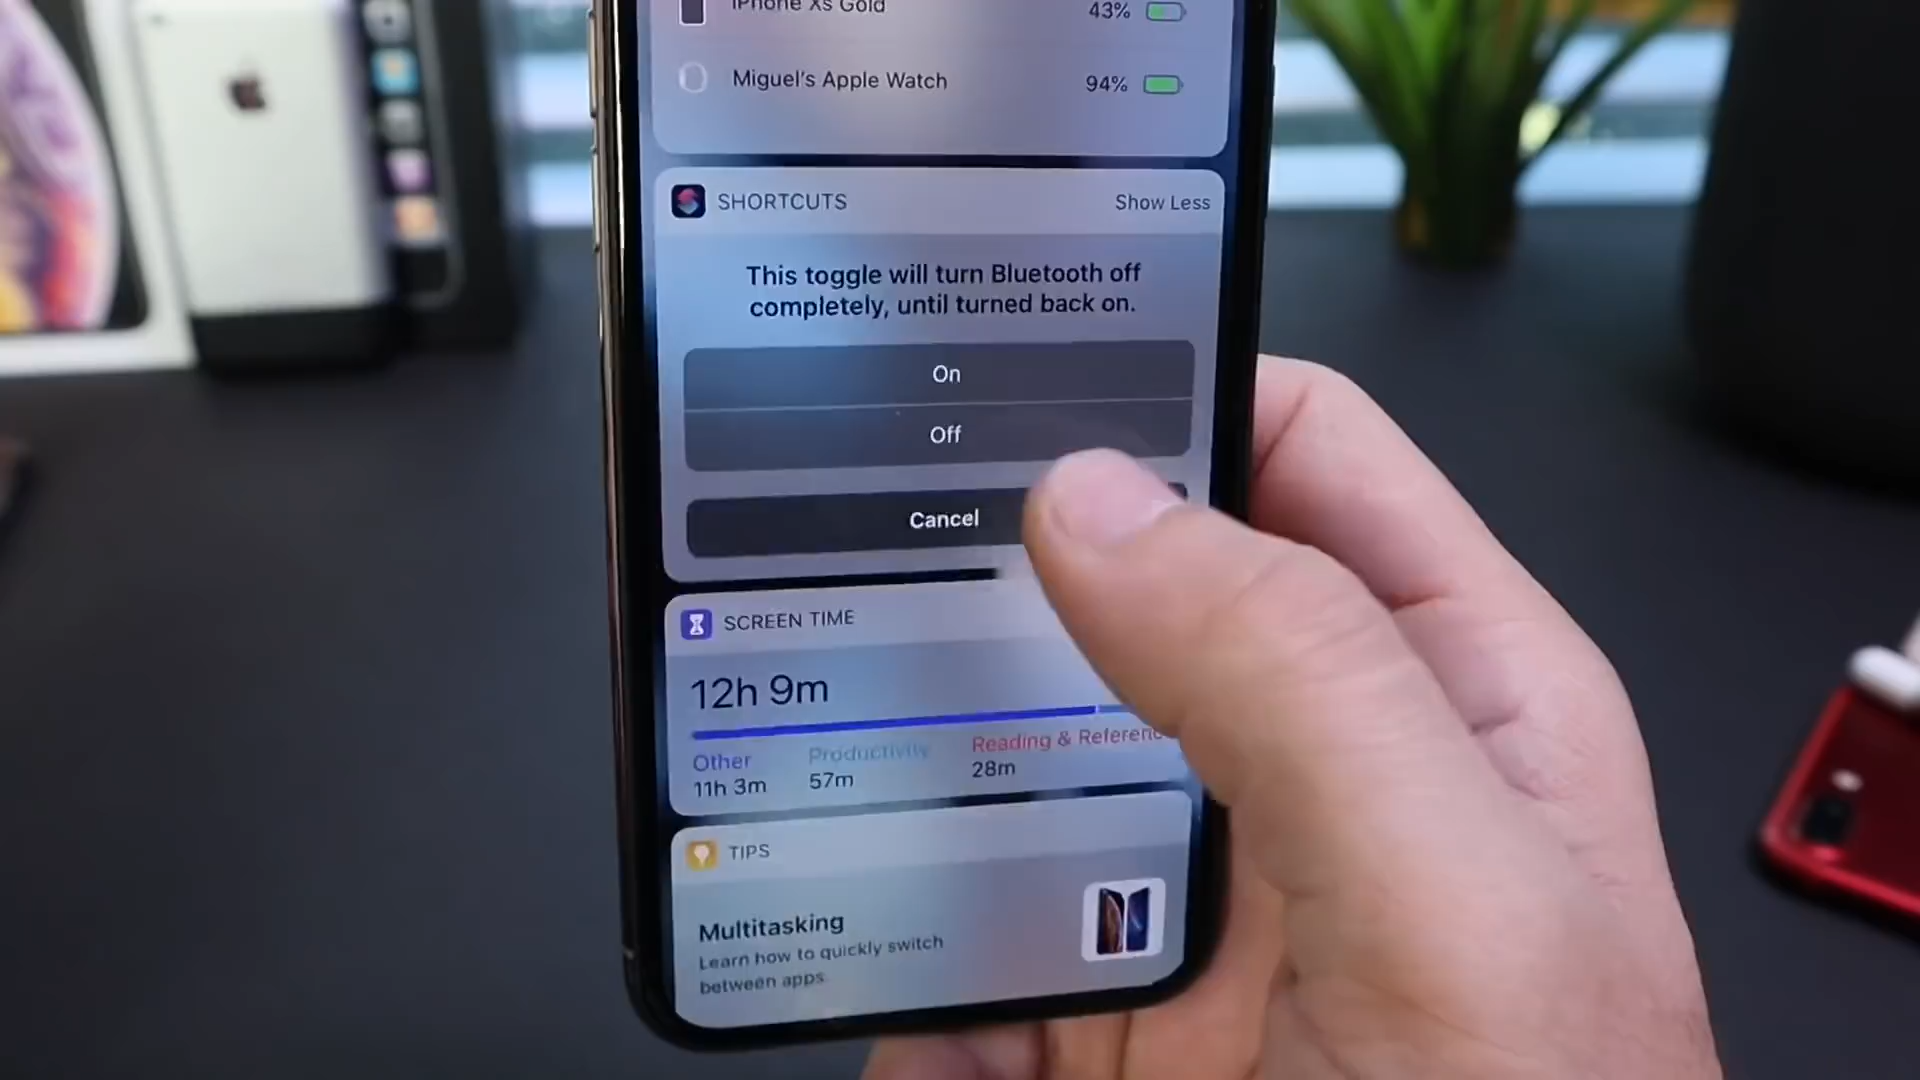 iPhone Xs Gold 43%
Miguel's Apple Watch 94%
SHORTCUTS Show Less
This toggle will turn Bluetooth off
completely, until turned back on.
On
Off
Cancel
SCREEN TIME
12h 9m
Other Productivity Reading & Referenc
11h 3m 57m 28m
TIPS
Multitasking
Learn how to quickly switch
between apps.